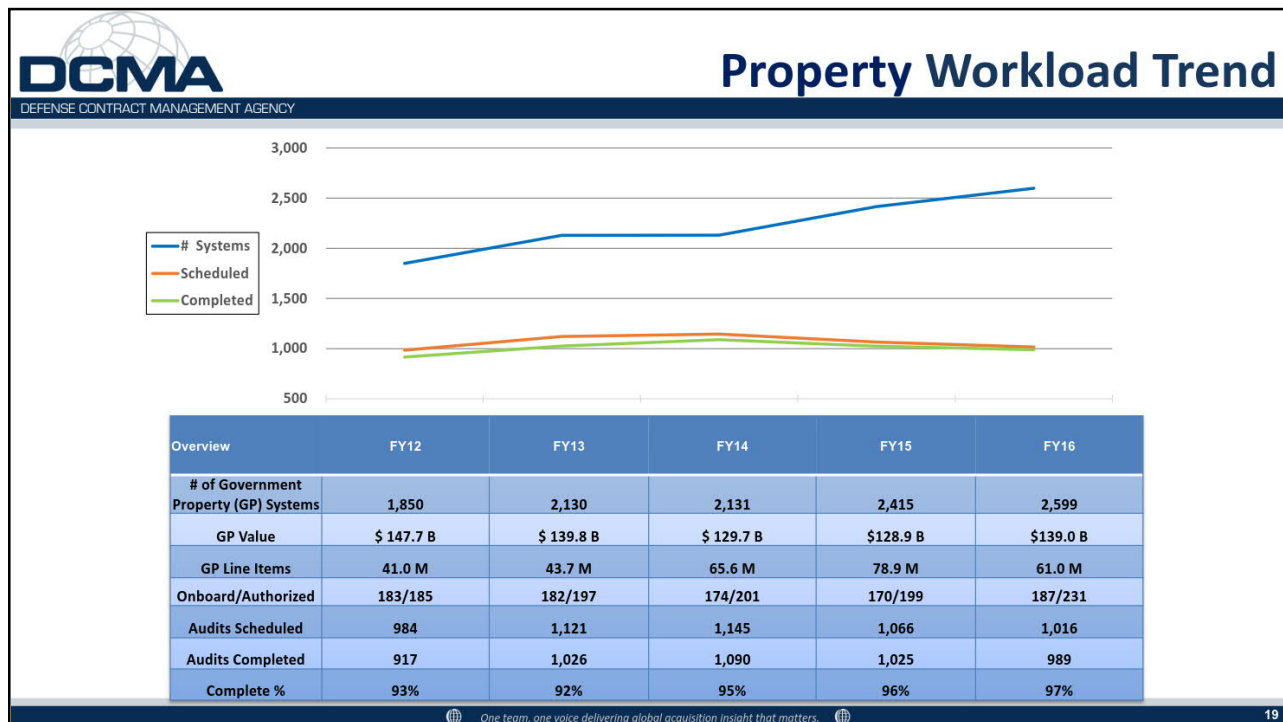 DCMA
Property Workload Trend
DEFENSE CONTRACT MANAGEMENT AGENCY
3,000
2,500
2,000
1,500
1,000
500
# Systems
Scheduled
Completed
Overview FY12 FY13 FY14 FY15 FY16
# of Government
Property (GP) Systems 1,850 2,130 2,131 2,415 2,599
GP Value $ 147.7 B $ 139.8 B $ 129.7 B $128.9 B $139.0 B
GP Line Items 41.0 M 43.7 M 65.6 M 78.9 M 61.0 M
Onboard/Authorized 183/185 182/197 174/201 170/199 187/231
Audits Scheduled 984 1,121 1,145 1,066 1,016
Audits Completed 917 1,026 1,090 1,025 989
Complete % 93% 92% 95% 96% 97%
One team, one voice delivering global acquisition insight that matters.
19